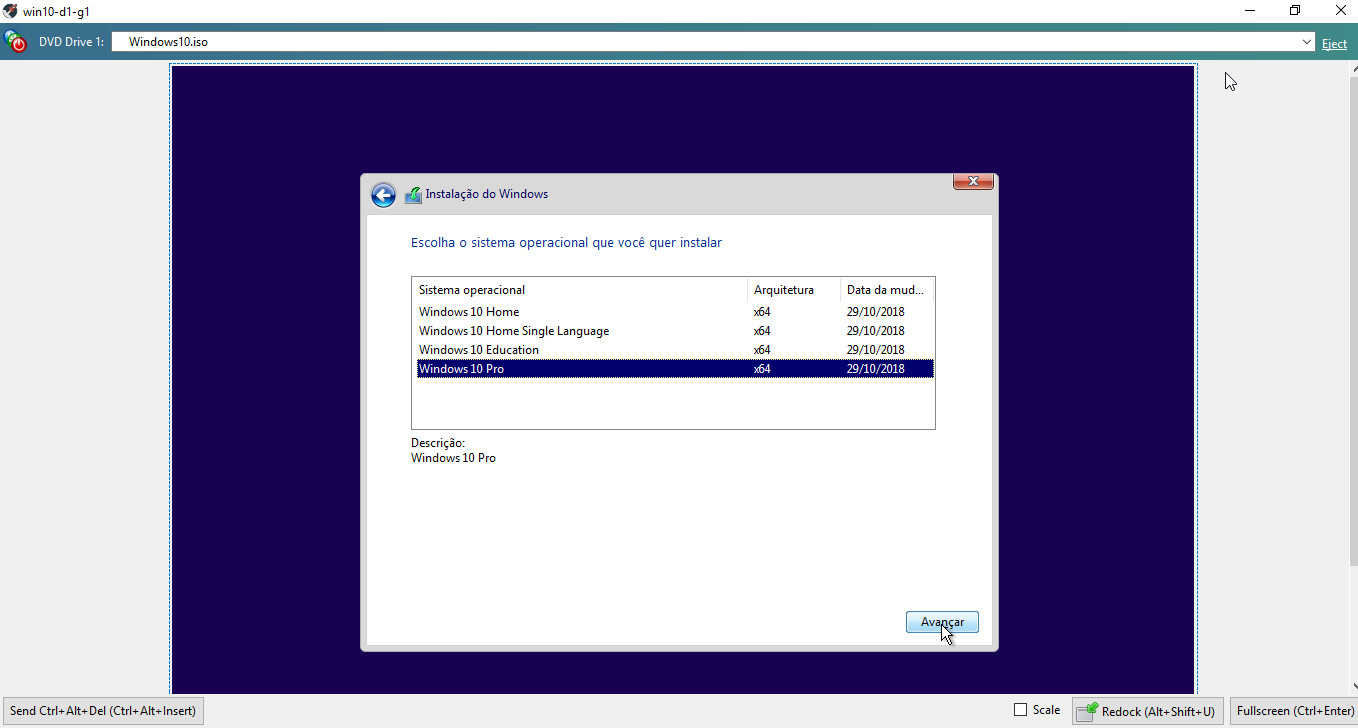 win10-d1-g1
DVD Drive 1: Windows10.iso Eject
Instalação do Windows
Escolha o sistema operacional que você quer instalar
Sistema operacional Arquitetura Data da mud...
Windows 10 Home x64 29/10/2018
Windows 10 Home Single Language x64 29/10/2018
Windows 10 Education x64 29/10/2018
Windows 10 Pro x64 29/10/2018
Descrição:
Windows 10 Pro
Avançar
Send Ctrl+Alt+Del (Ctrl+Alt+Insert) Scale Redock (Alt+Shift+U) Fullscreen (Ctrl+Enter)